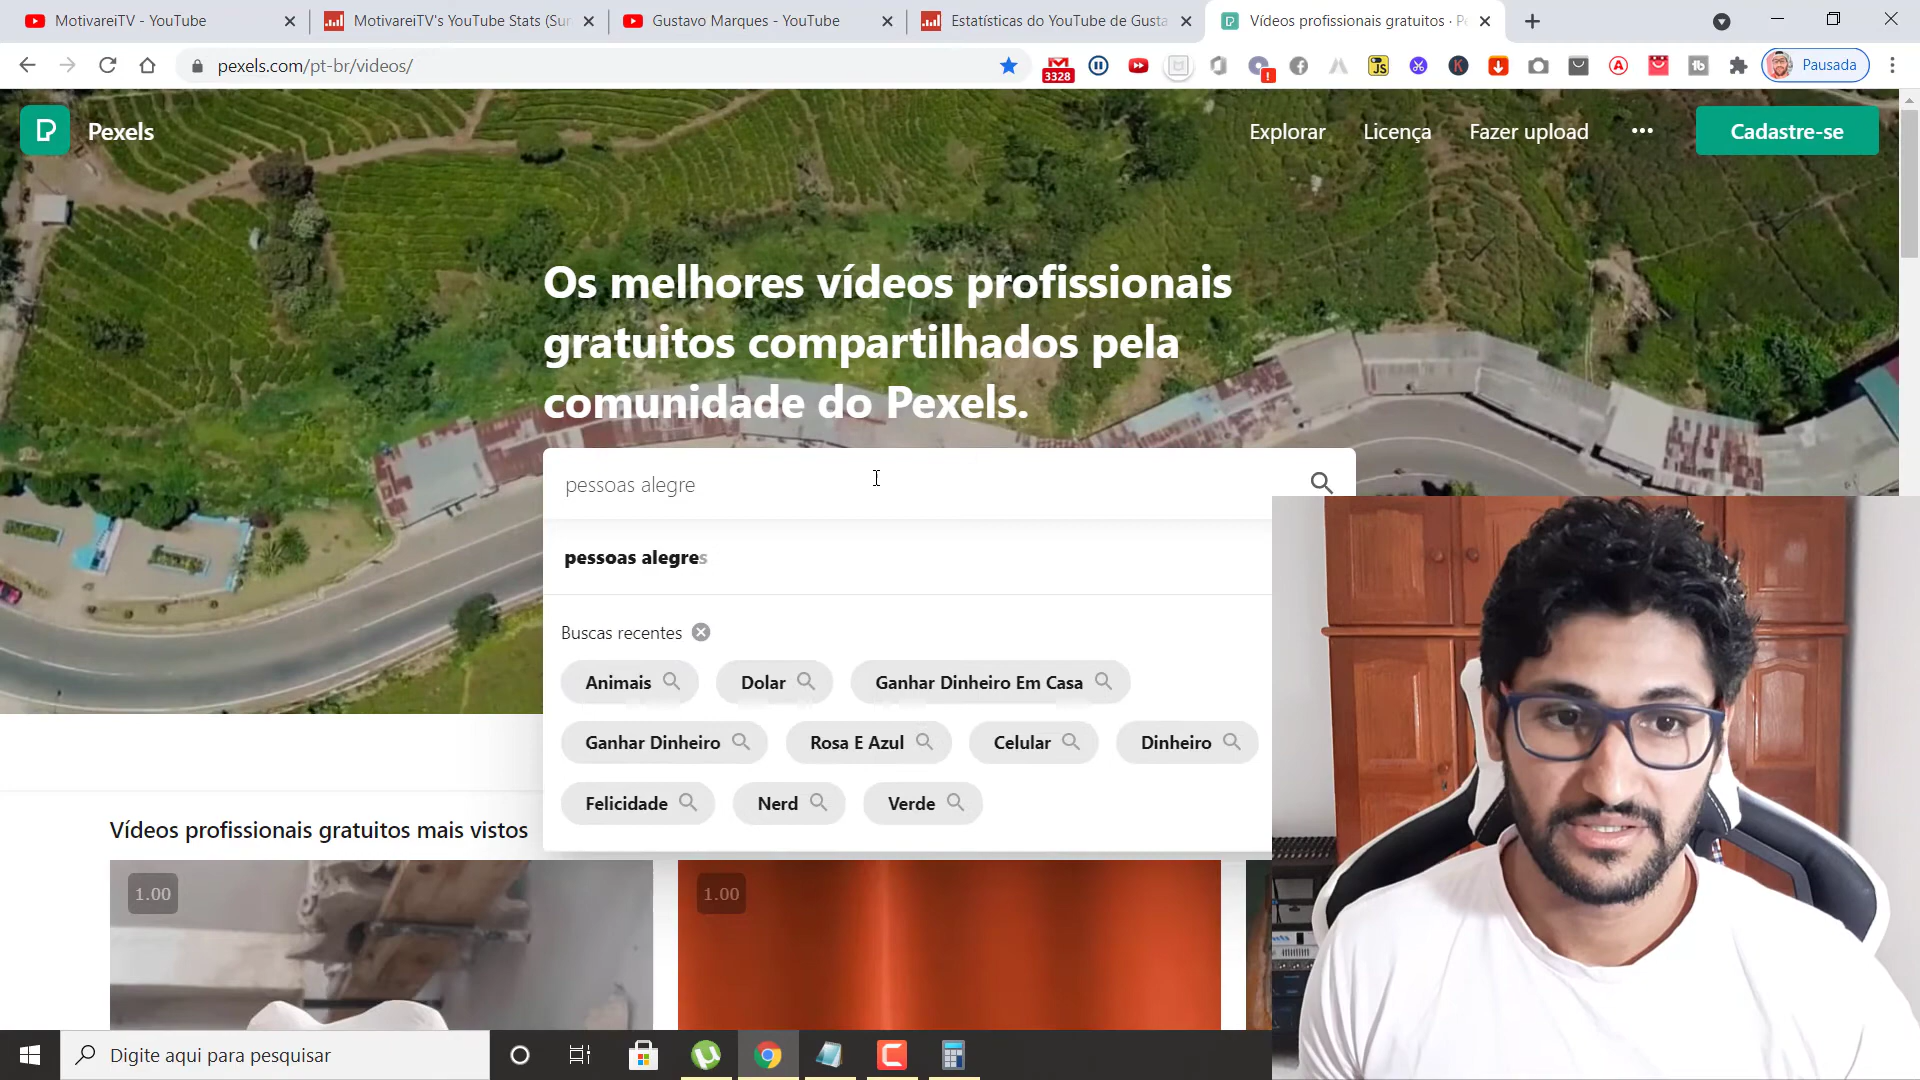 MotivareiTV - YouTube
MotivareiTV's YouTube Stats (Sur
Gustavo Marques - YouTube
Estatísticas do YouTube de Gusta
Vídeos profissionais gratuitos · Pe
pexels.com/pt-br/videos/
3328
JS
K
A
tb
Pausada
Pexels
Explorar
Licença
Fazer upload
Cadastre-se
Os melhores vídeos profissionais
gratuitos compartilhados pela
comunidade do Pexels.
pessoas alegre
pessoas alegres
Buscas recentes
Animais
Dolar
Ganhar Dinheiro Em Casa
Ganhar Dinheiro
Rosa E Azul
Celular
Dinheiro
Felicidade
Nerd
Verde
Vídeos profissionais gratuitos mais vistos
1.00
1.00
Digite aqui para pesquisar